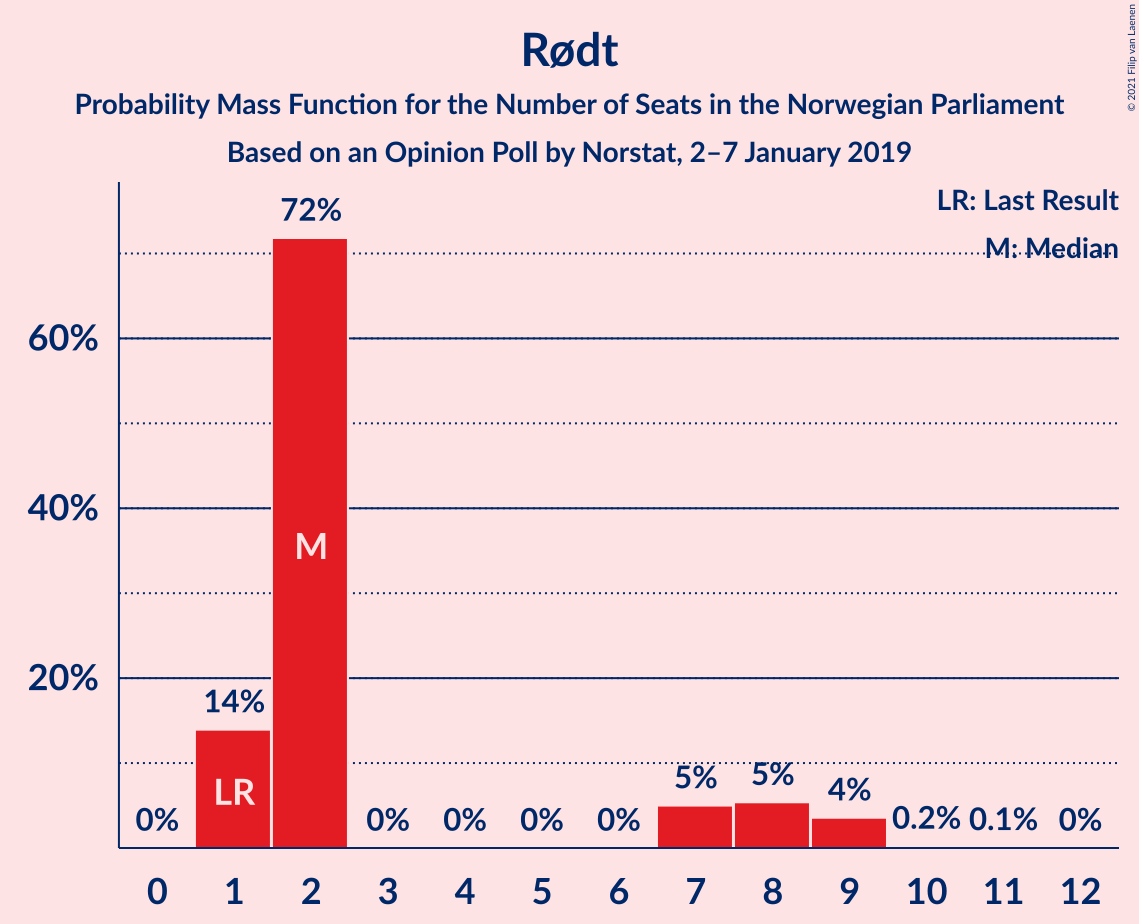 Rødt
Probability Mass Function for the Number of Seats in the Norwegian Parliament
Based on an Opinion Poll by Norstat, 2–7 January 2019
© 2021 Filip van Laenen
LR: Last Result
M: Median
72%
60%
40%
M
20%
14%
LR
0%
0% 0% 0% 0% 5% 5% 4% 0.2% 0.1% 0%
0 1 2 3 4 5 6 7 8 9 10 11 12